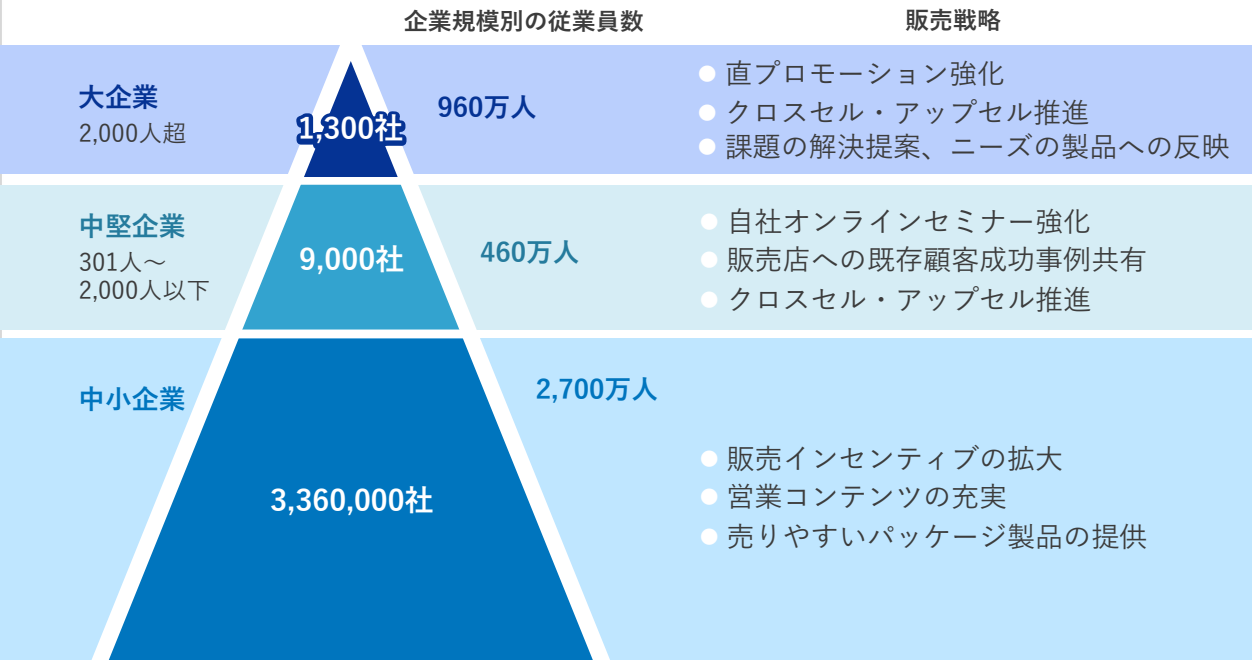 企業規模別の従業員数
販売戦略
大企業
2,000人超
1,300社
960万人
直プロモーション強化
クロスセル・アップセル推進
課題の解決提案、ニーズの製品への反映
中堅企業
301人～
2,000人以下
9,000社
460万人
自社オンラインセミナー強化
販売店への既存顧客成功事例共有
クロスセル・アップセル推進
中小企業
3,360,000社
2,700万人
販売インセンティブの拡大
営業コンテンツの充実
売りやすいパッケージ製品の提供